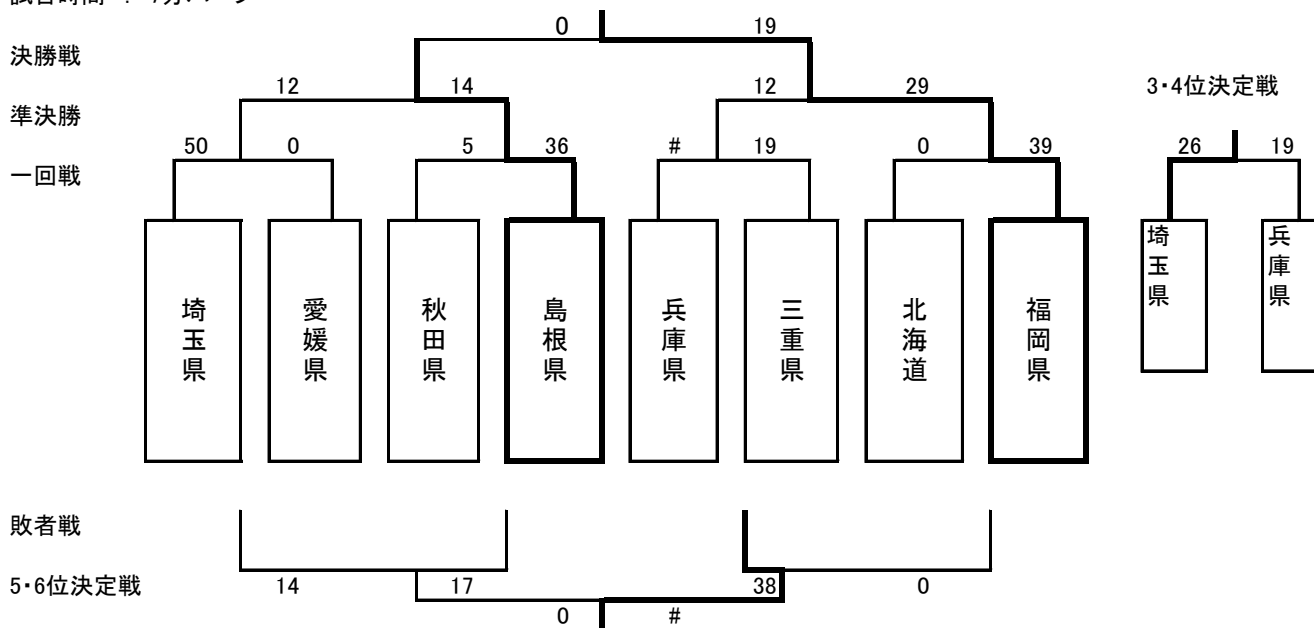 0 19
決勝戦
12 14 12 29 3・4位決定戦
準決勝
50 0 5 36 # 19 0 39 26 19
一回戦
埼玉県 愛媛県 秋田県 島根県 兵庫県 三重県 北海道 福岡県 埼玉県 兵庫県
敗者戦
5・6位決定戦 14 17 38 0
0 #